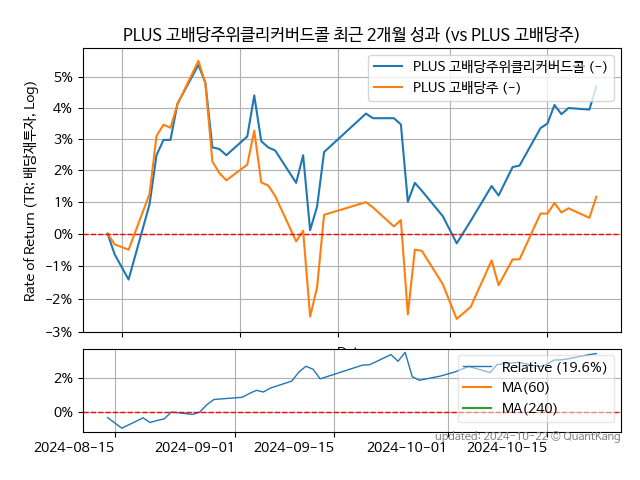 PLUS 고배당주위클리커버드콜 최근 2개월 성과 (vs PLUS 고배당주)
Rate of Return (TR: 배당재투자, Log)
5%
4%
3%
2%
1%
0%
−1%
−2%
−3%
PLUS 고배당주위클리커버드콜 (-)
PLUS 고배당주 (-)
2%
0%
Relative (19.6%)
MA(60)
MA(240)
2024-08-15
2024-09-01
2024-09-15
2024-10-01
2024-10-15
updated: 2024-10-22 © QuantKang